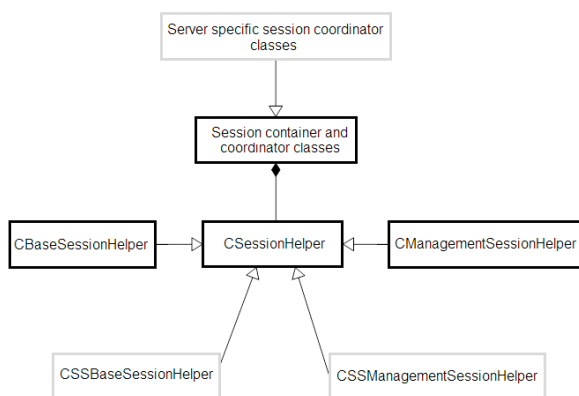 Server specific session coordinator
classes
Session container and
coordinator classes
CBaseSessionHelper
CSessionHelper
CManagementSessionHelper
CSSBaseSessionHelper
CSSManagementSessionHelper